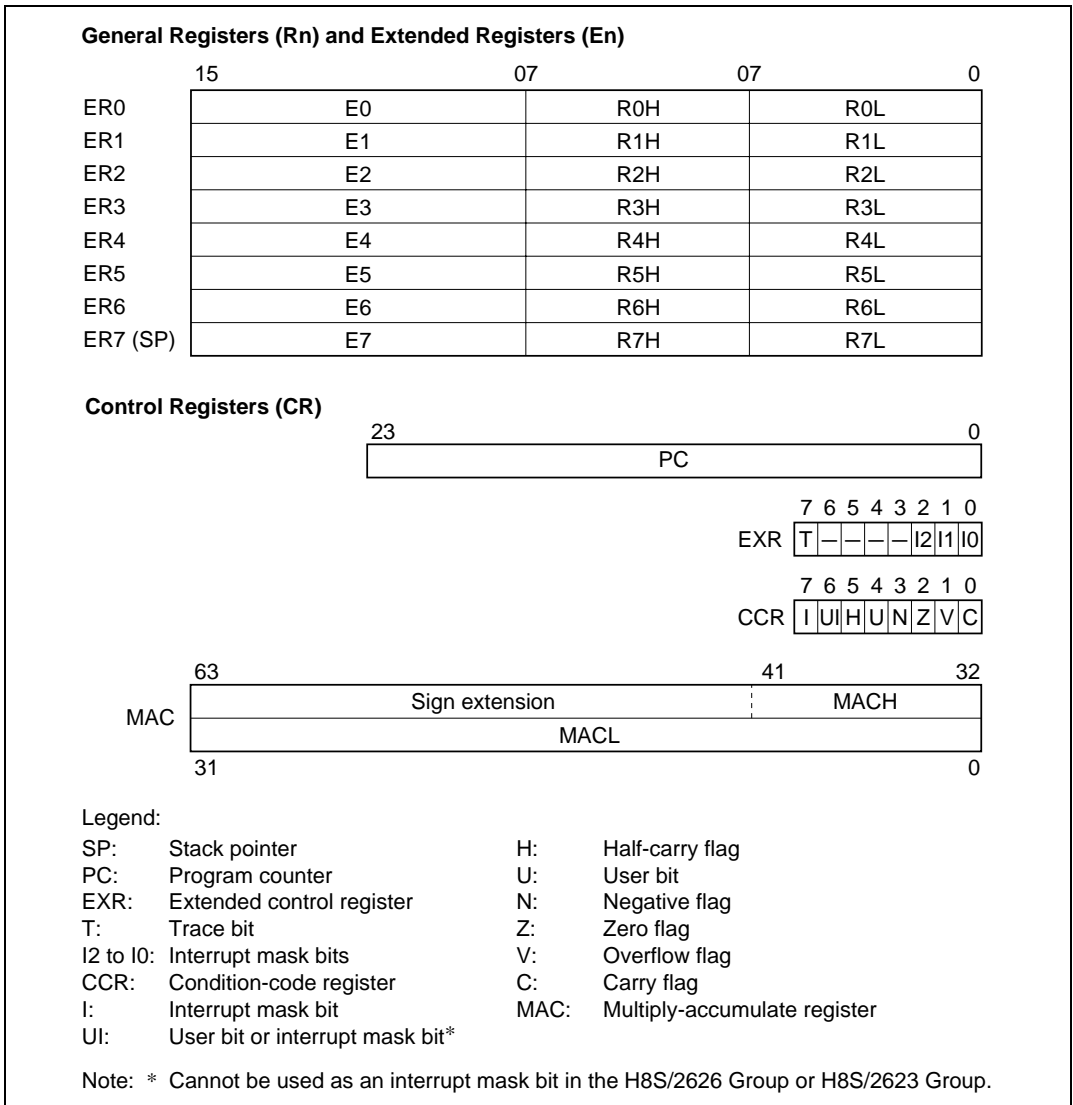 General Registers (Rn) and Extended Registers (En)
15 07 07 0
ER0 E0 R0H R0L
ER1 E1 R1H R1L
ER2 E2 R2H R2L
ER3 E3 R3H R3L
ER4 E4 R4H R4L
ER5 E5 R5H R5L
ER6 E6 R6H R6L
ER7 (SP) E7 R7H R7L
Control Registers (CR)
23 0
PC
7 6 5 4 3 2 1 0
EXR T — — — — I2 I1 I0
7 6 5 4 3 2 1 0
CCR I UI H U N Z V C
63 41 32
MAC Sign extension MACH
MACL
31 0
Legend:
SP: Stack pointer H: Half-carry flag
PC: Program counter U: User bit
EXR: Extended control register N: Negative flag
T: Trace bit Z: Zero flag
I2 to I0: Interrupt mask bits V: Overflow flag
CCR: Condition-code register C: Carry flag
I: Interrupt mask bit MAC: Multiply-accumulate register
UI: User bit or interrupt mask bit*
Note: * Cannot be used as an interrupt mask bit in the H8S/2626 Group or H8S/2623 Group.